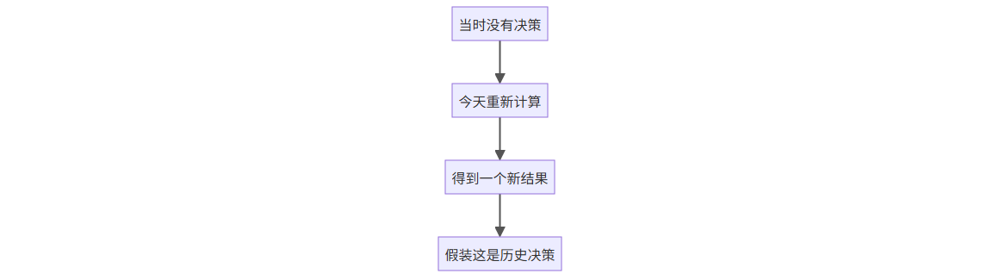 当时没有决策
今天重新计算
得到一个新结果
假装这是历史决策